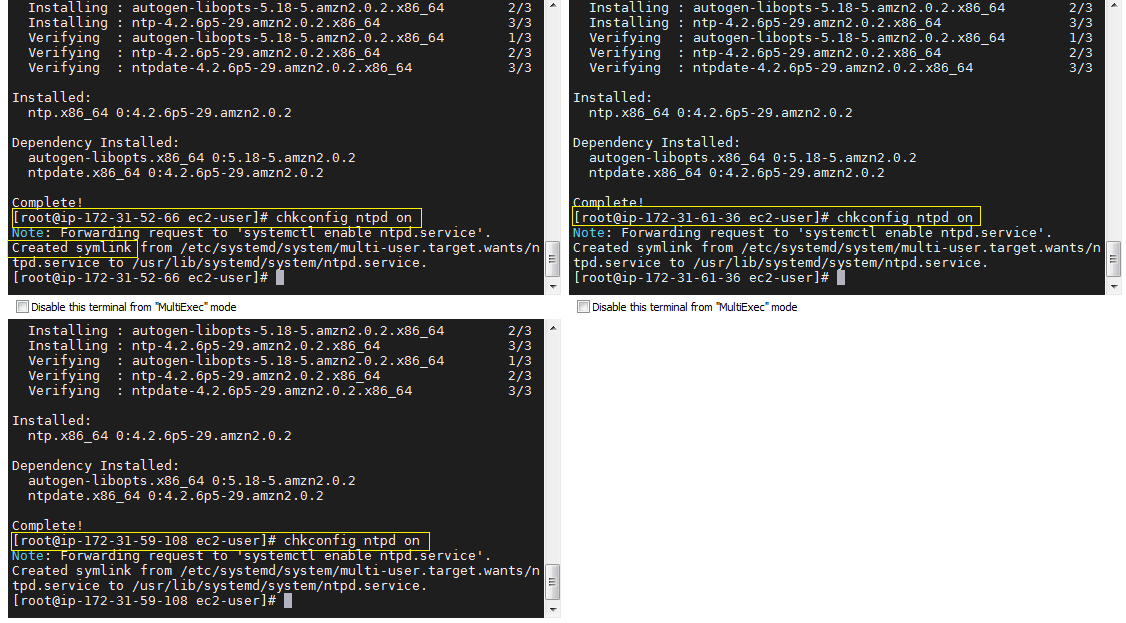 Installing : autogen-libopts-5.18-5.amzn2.0.2.x86_64 2/3
Installing : ntp-4.2.6p5-29.amzn2.0.2.x86_64 3/3
Verifying : autogen-libopts-5.18-5.amzn2.0.2.x86_64 1/3
Verifying : ntp-4.2.6p5-29.amzn2.0.2.x86_64 2/3
Verifying : ntpdate-4.2.6p5-29.amzn2.0.2.x86_64 3/3
Installed:
ntp.x86_64 0:4.2.6p5-29.amzn2.0.2
Dependency Installed:
autogen-libopts.x86_64 0:5.18-5.amzn2.0.2
ntpdate.x86_64 0:4.2.6p5-29.amzn2.0.2
Complete!
[root@ip-172-31-52-66 ec2-user]# chkconfig ntpd on
Note: Forwarding request to 'systemctl enable ntpd.service'.
Created symlink from /etc/systemd/system/multi-user.target.wants/n
tpd.service to /usr/lib/systemd/system/ntpd.service.
[root@ip-172-31-52-66 ec2-user]#
Disable this terminal from "MultiExec" mode
Installing : autogen-libopts-5.18-5.amzn2.0.2.x86_64 2/3
Installing : ntp-4.2.6p5-29.amzn2.0.2.x86_64 3/3
Verifying : autogen-libopts-5.18-5.amzn2.0.2.x86_64 1/3
Verifying : ntp-4.2.6p5-29.amzn2.0.2.x86_64 2/3
Verifying : ntpdate-4.2.6p5-29.amzn2.0.2.x86_64 3/3
Installed:
ntp.x86_64 0:4.2.6p5-29.amzn2.0.2
Dependency Installed:
autogen-libopts.x86_64 0:5.18-5.amzn2.0.2
ntpdate.x86_64 0:4.2.6p5-29.amzn2.0.2
Complete!
[root@ip-172-31-61-36 ec2-user]# chkconfig ntpd on
Note: Forwarding request to 'systemctl enable ntpd.service'.
Created symlink from /etc/systemd/system/multi-user.target.wants/n
tpd.service to /usr/lib/systemd/system/ntpd.service.
[root@ip-172-31-61-36 ec2-user]#
Disable this terminal from "MultiExec" mode
Installing : autogen-libopts-5.18-5.amzn2.0.2.x86_64 2/3
Installing : ntp-4.2.6p5-29.amzn2.0.2.x86_64 3/3
Verifying : autogen-libopts-5.18-5.amzn2.0.2.x86_64 1/3
Verifying : ntp-4.2.6p5-29.amzn2.0.2.x86_64 2/3
Verifying : ntpdate-4.2.6p5-29.amzn2.0.2.x86_64 3/3
Installed:
ntp.x86_64 0:4.2.6p5-29.amzn2.0.2
Dependency Installed:
autogen-libopts.x86_64 0:5.18-5.amzn2.0.2
ntpdate.x86_64 0:4.2.6p5-29.amzn2.0.2
Complete!
[root@ip-172-31-59-108 ec2-user]# chkconfig ntpd on
Note: Forwarding request to 'systemctl enable ntpd.service'.
Created symlink from /etc/systemd/system/multi-user.target.wants/n
tpd.service to /usr/lib/systemd/system/ntpd.service.
[root@ip-172-31-59-108 ec2-user]#